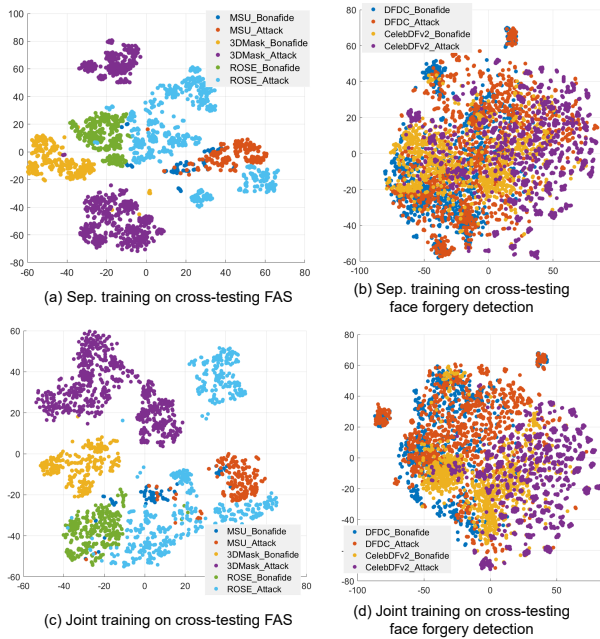 MSU_Bonafide
MSU_Attack
3DMask_Bonafide
3DMask_Attack
ROSE_Bonafide
ROSE_Attack
100
80
60
40
20
0
-20
-40
-60
-80
-60 -40 -20 0 20 40 60 80
(a) Sep. training on cross-testing FAS
DFDC_Bonafide
DFDC_Attack
CelebDFv2_Bonafide
CelebDFv2_Attack
80
60
40
20
0
-20
-40
-60
-100 -50 0 50
(b) Sep. training on cross-testing
face forgery detection
60
40
20
0
-20
-40
-60
-60 -40 -20 0 20 40 60 80
MSU_Bonafide
MSU_Attack
3DMask_Bonafide
3DMask_Attack
ROSE_Bonafide
ROSE_Attack
(c) Joint training on cross-testing FAS
80
60
40
20
0
-20
-40
-60
-80
-100 -50 0 50
DFDC_Bonafide
DFDC_Attack
CelebDFv2_Bonafide
CelebDFv2_Attack
(d) Joint training on cross-testing
face forgery detection